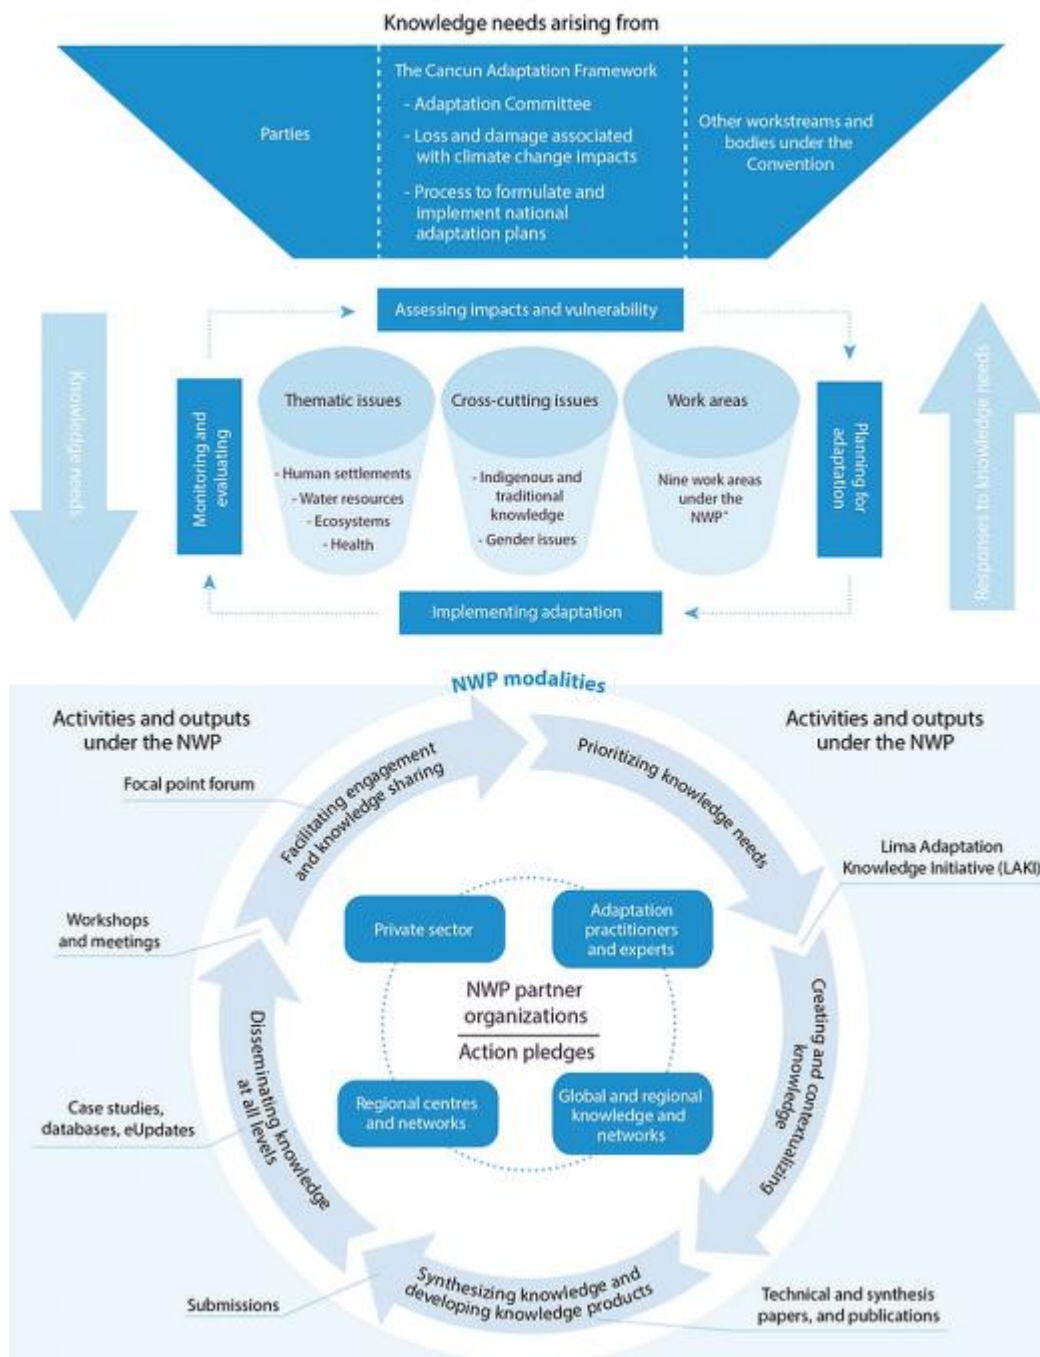 Knowledge needs arising from
Parties
The Cancun Adaptation Framework
- Adaptation Committee
- Loss and damage associated
with climate change impacts
- Process to formulate and
implement national
adaptation plans
Other workstreams and
bodies under the
Convention
Knowledge needs
Assessing impacts and vulnerability
Monitoring and
evaluating
Thematic issues
- Human settlements
- Water resources
- Ecosystems
- Health
Cross-cutting issues
- Indigenous and
traditional
knowledge
- Gender issues
Work areas
Nine work areas
under the
NWP*
Planning for
adaptation
Responses to knowledge needs
Implementing adaptation
NWP modalities
Activities and outputs
under the NWP
Activities and outputs
under the NWP
Focal point forum
Facilitating engagement
and knowledge sharing
Prioritizing knowledge needs
Lima Adaptation
Knowledge Initiative (LAKI)
Workshops
and meetings
Private sector
Adaptation
practitioners
and experts
NWP partner
organizations
Action pledges
Regional centres
and networks
Global and regional
knowledge and
networks
Creating and contextualizing
knowledge
Disseminating knowledge
at all levels
Case studies,
databases, eUpdates
Synthesizing knowledge and
developing knowledge products
Submissions
Technical and synthesis
papers, and publications